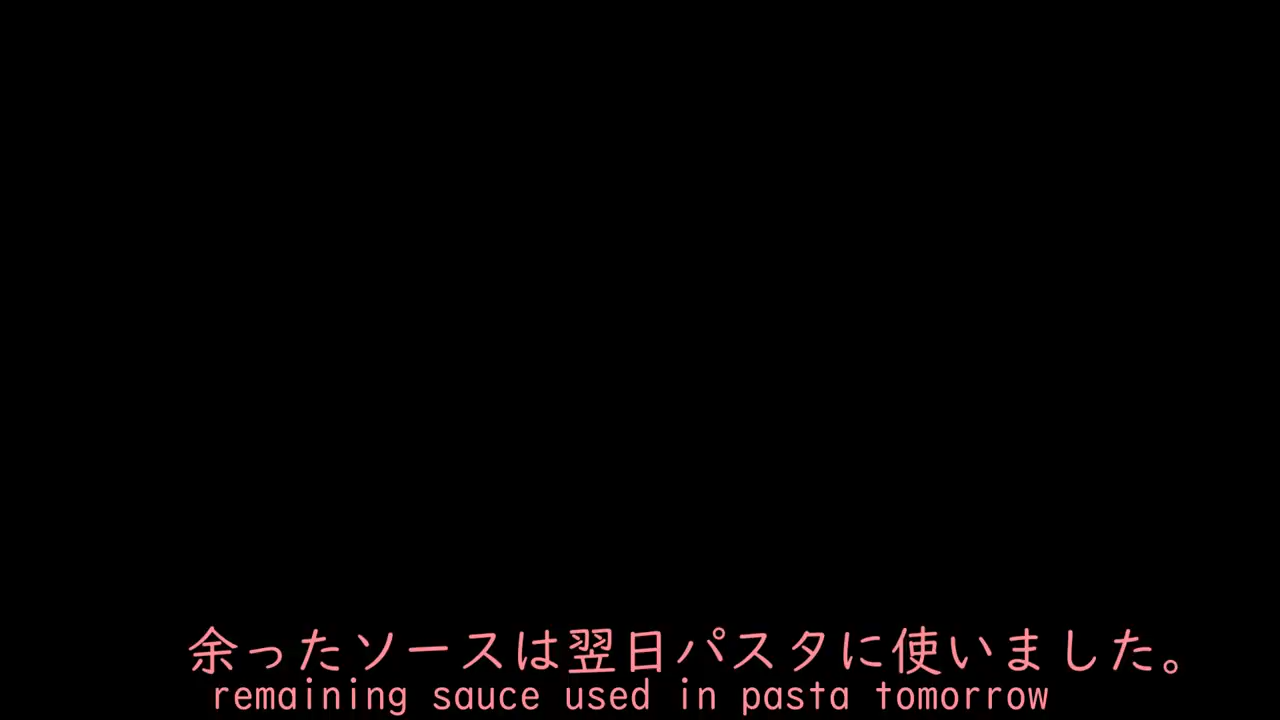 余ったソースは翌日パスタに使いました。
remaining sauce used in pasta tomorrow